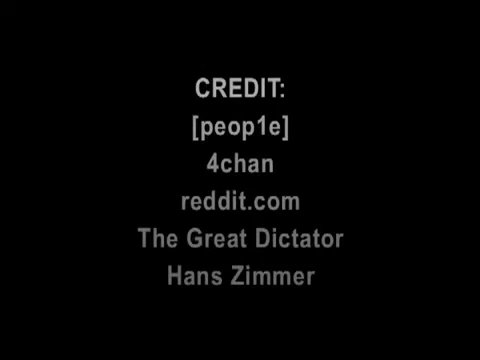 CREDIT:
[peop1e]
4chan
reddit.com
The Great Dictator
Hans Zimmer